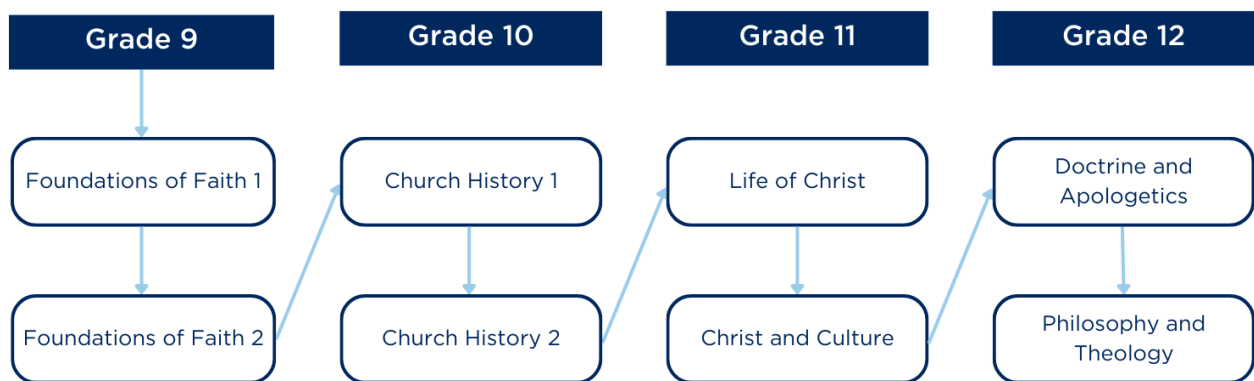 Grade 9
Grade 10
Grade 11
Grade 12
Foundations of Faith 1
Church History 1
Life of Christ
Doctrine and
Apologetics
Foundations of Faith 2
Church History 2
Christ and Culture
Philosophy and
Theology